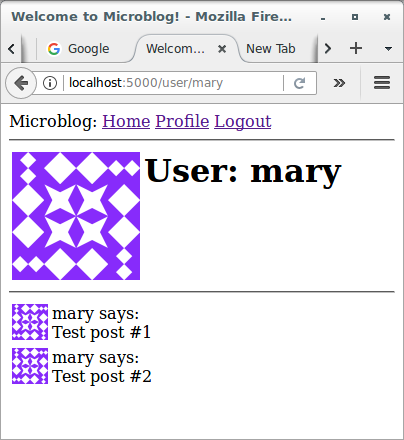 Welcome to Microblog! - Mozilla Fire...
Google
Welcom...
New Tab
localhost:5000/user/mary
Microblog: Home Profile Logout
User: mary
mary says:
Test post #1
mary says:
Test post #2